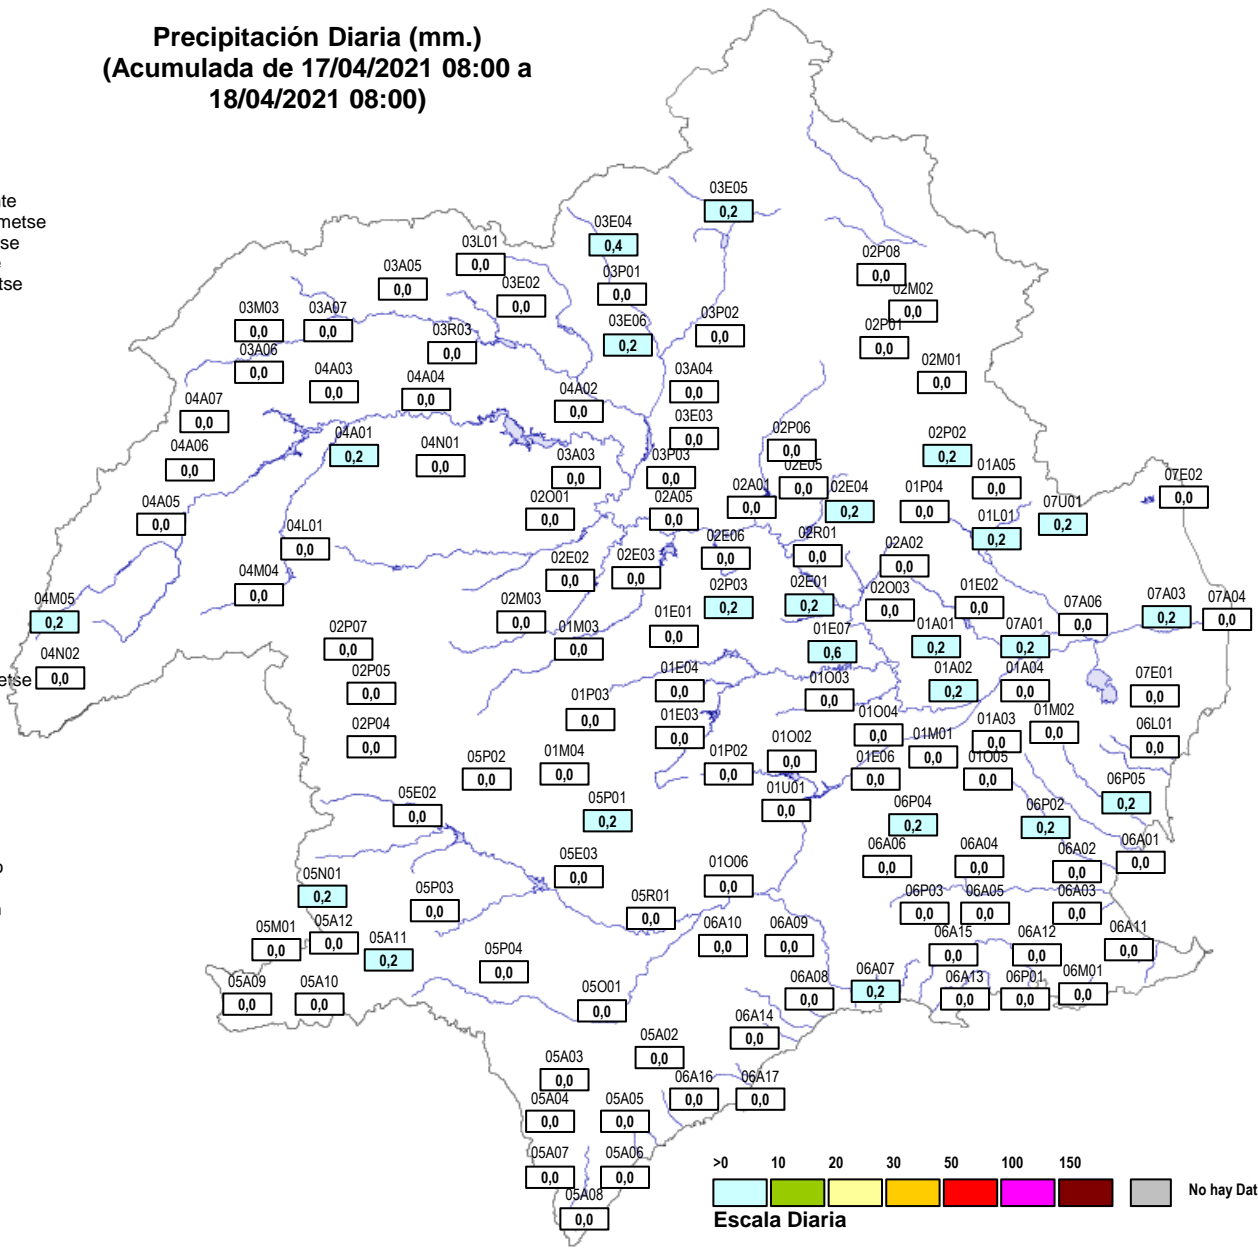 Precipitación Diaria (mm.)
(Acumulada de 17/04/2021 08:00 a
18/04/2021 08:00)
03E05
0,2
03E04
0,4
03L01
0,0
03A05
0,0
03E02
0,0
03P01
0,0
02P08
0,0
02M02
0,0
03M03
0,0
03A07
0,0
03R03
0,0
03E06
0,2
03P02
0,0
02P01
0,0
03A06
0,0
04A03
0,0
04A04
0,0
04A02
0,0
03A04
0,0
02M01
0,0
04A07
0,0
03E03
0,0
04A01
0,2
04N01
0,0
02P06
0,0
02P02
0,2
04A06
0,0
03A03
0,0
03P03
0,0
02E05
0,0
01A05
0,0
07E02
0,0
04A05
0,0
02O01
0,0
02A05
0,0
02A01
0,0
02E04
0,2
01P04
0,0
01L01
0,2
07U01
0,2
04L01
0,0
02E06
0,0
02R01
0,0
02A02
0,0
04M04
0,0
02E02
0,0
02E03
0,0
04M05
0,2
02M03
0,0
02P03
0,2
02E01
0,2
02O03
0,0
01E02
0,0
07A06
0,0
07A03
0,2
07A04
0,0
02P07
0,0
01M03
0,0
01E01
0,0
01E07
0,6
01A01
0,2
07A01
0,2
04N02
0,0
02P05
0,0
01E04
0,0
01O03
0,0
01A02
0,2
01A04
0,0
07E01
0,0
01P03
0,0
02P04
0,0
01E03
0,0
01O04
0,0
01A03
0,0
01M02
0,0
06L01
0,0
05P02
0,0
01M04
0,0
01P02
0,0
01O02
0,0
01E06
0,0
01M01
0,0
01O05
0,0
05E02
0,0
05P01
0,2
01U01
0,0
06P04
0,2
06P02
0,2
06P05
0,2
05N01
0,2
05E03
0,0
01O06
0,0
06A06
0,0
06A04
0,0
06A02
0,0
06A01
0,0
05P03
0,0
05R01
0,0
06P03
0,0
06A05
0,0
06A03
0,0
05M01
0,0
05A12
0,0
05A11
0,2
05P04
0,0
06A10
0,0
06A09
0,0
06A15
0,0
06A12
0,0
06A11
0,0
05A09
0,0
05A10
0,0
05O01
0,0
06A08
0,0
06A07
0,2
06A13
0,0
06P01
0,0
06M01
0,0
05A02
0,0
06A14
0,0
05A03
0,0
06A16
0,0
06A17
0,0
05A04
0,0
05A05
0,0
05A07
0,0
05A06
0,0
05A08
0,0
>0 10 20 30 50 100 150
No hay Dat
Escala Diaria